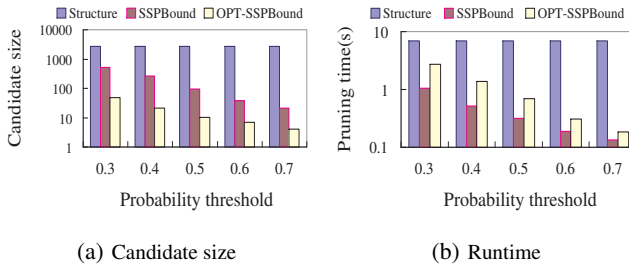 Structure SSPBound OPT-SSPBound
Candidate size
10000
1000
100
10
1
0.3 0.4 0.5 0.6 0.7
Probability threshold
(a) Candidate size
Structure SSPBound OPT-SSPBound
Pruning time(s)
10
1
0.1
0.3 0.4 0.5 0.6 0.7
Probability threshold
(b) Runtime